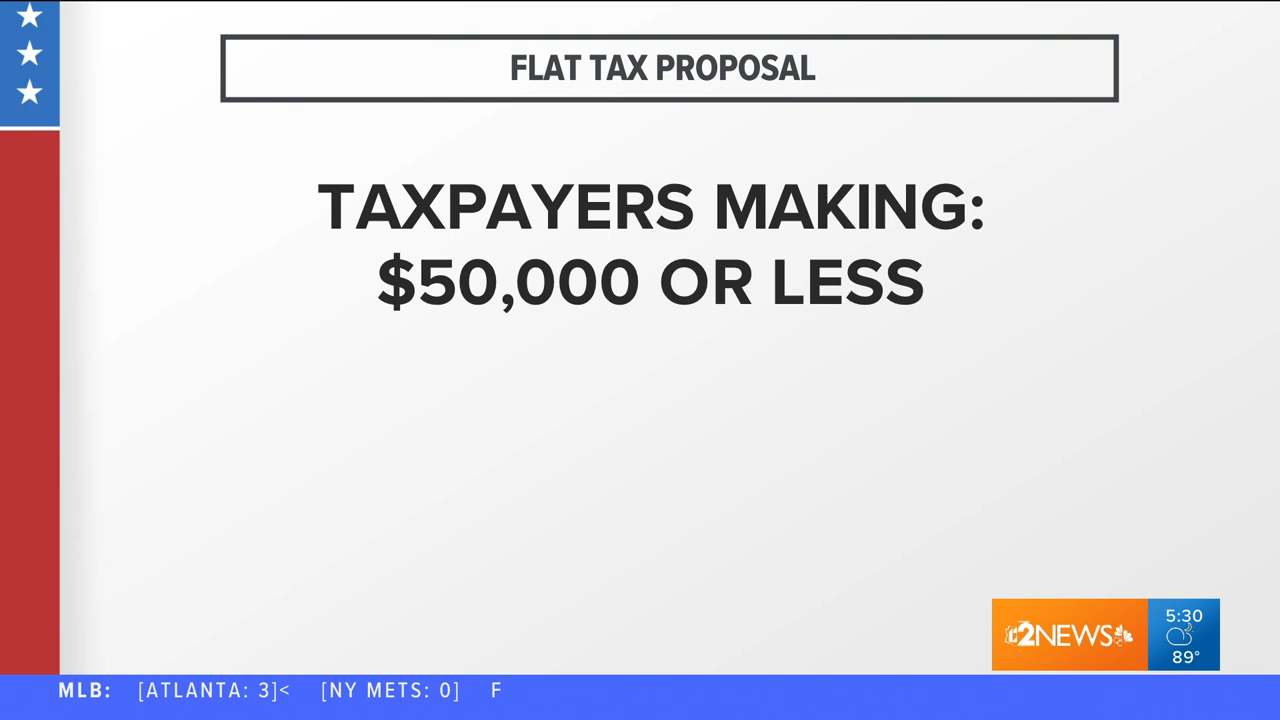 FLAT TAX PROPOSAL
TAXPAYERS MAKING:
$50,000 OR LESS
12NEWS
5:30
89°
MLB: [ATLANTA: 3]< [NY METS: 0] F